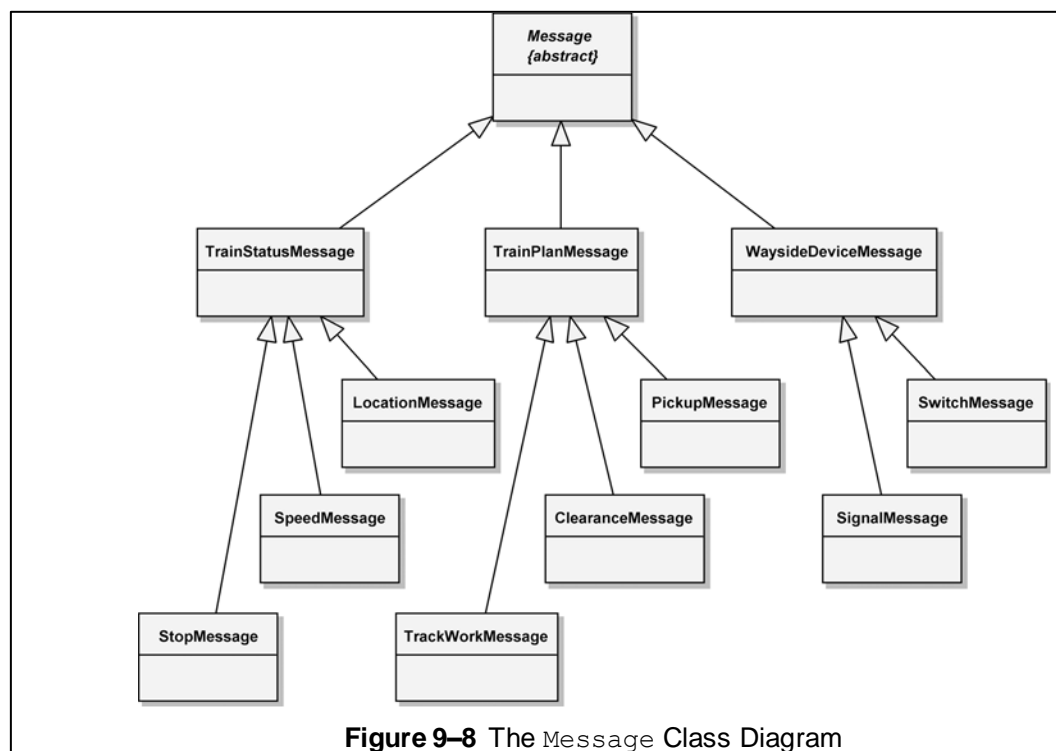 Message
{abstract}
TrainStatusMessage
TrainPlanMessage
WaysideDeviceMessage
LocationMessage
PickupMessage
SwitchMessage
SpeedMessage
ClearanceMessage
SignalMessage
StopMessage
TrackWorkMessage
Figure 9–8 The Message Class Diagram